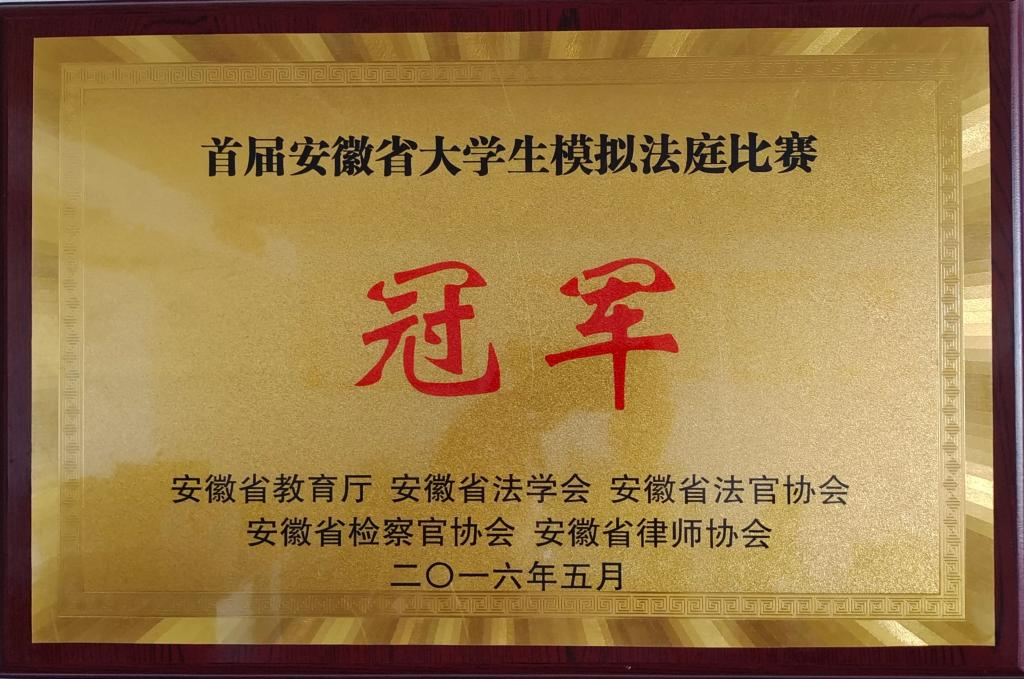 首届安徽省大学生模拟法庭比赛
冠军
安徽省教育厅 安徽省法学会 安徽省法官协会
安徽省检察官协会 安徽省律师协会
二〇一六年五月